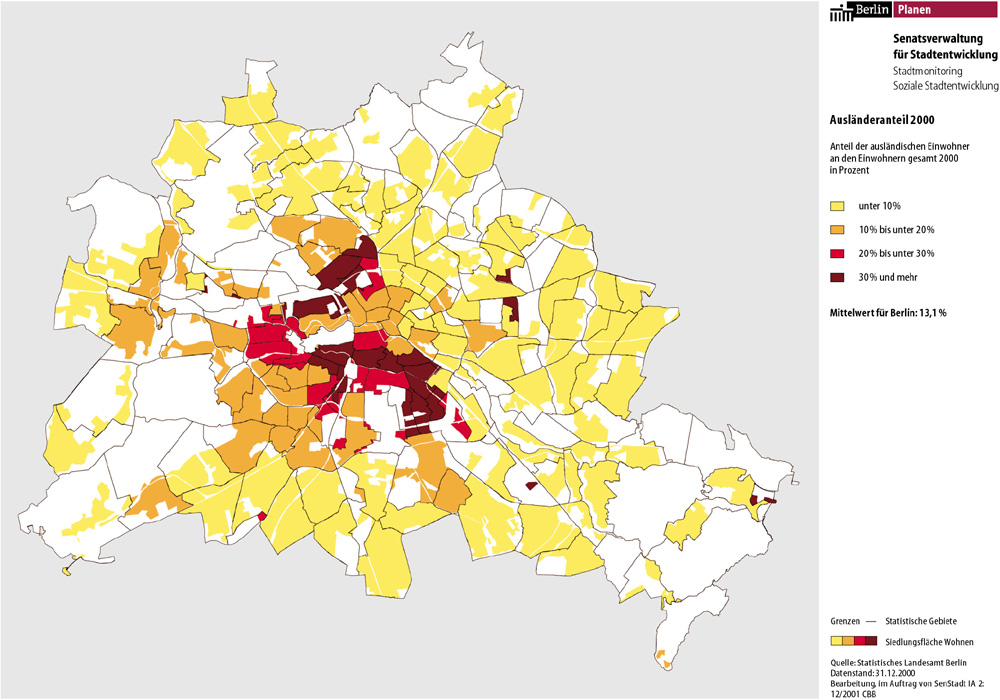 Berlin Planen
Senatsverwaltung
für Stadtentwicklung
Stadtmonitoring
Soziale Stadtentwicklung
Ausländeranteil 2000
Anteil der ausländischen Einwohner
an den Einwohnern gesamt 2000
in Prozent
unter 10%
10% bis unter 20%
20% bis unter 30%
30% und mehr
Mittelwert für Berlin: 13,1 %
Grenzen — Statistische Gebiete
Siedlungsfläche Wohnen
Quelle: Statistisches Landesamt Berlin
Datenstand: 31.12.2000
Bearbeitung, im Auftrag von SenStadt IA 2:
12/2001 CBB